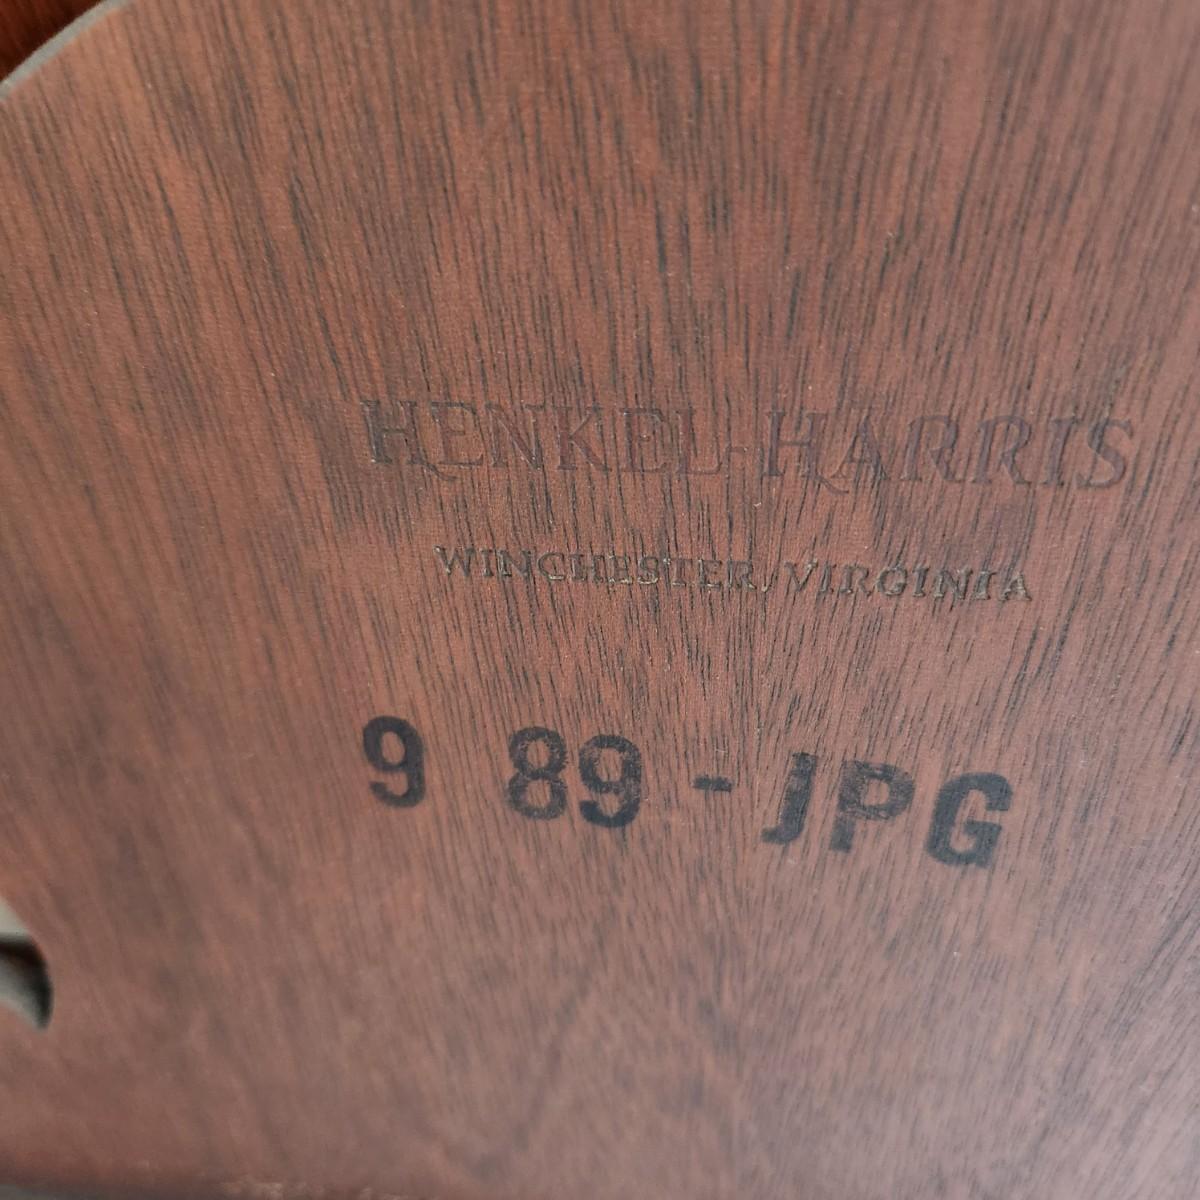 HENKEL-HARRIS
WINCHESTER, VIRGINIA
9 89 - JPG